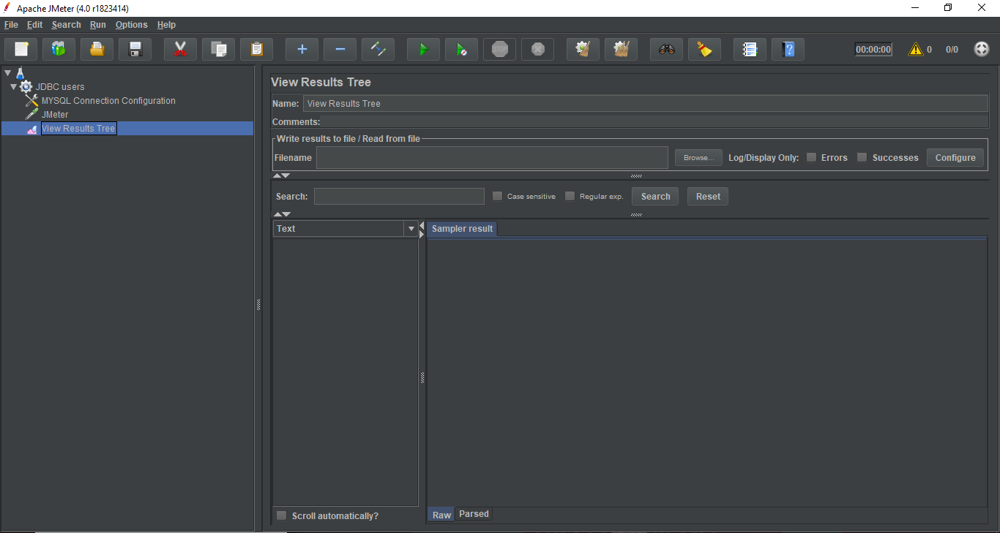 Apache JMeter (4.0 r1823414)
File Edit Search Run Options Help
STOP
?
00:00:00 0 0/0
JDBC users
MYSQL Connection Configuration
JMeter
View Results Tree
View Results Tree
Name: View Results Tree
Comments:
Write results to file / Read from file
Filename Browse... Log/Display Only: Errors Successes Configure
Search: Case sensitive Regular exp. Search Reset
Text
Sampler result
Scroll automatically?
Raw Parsed